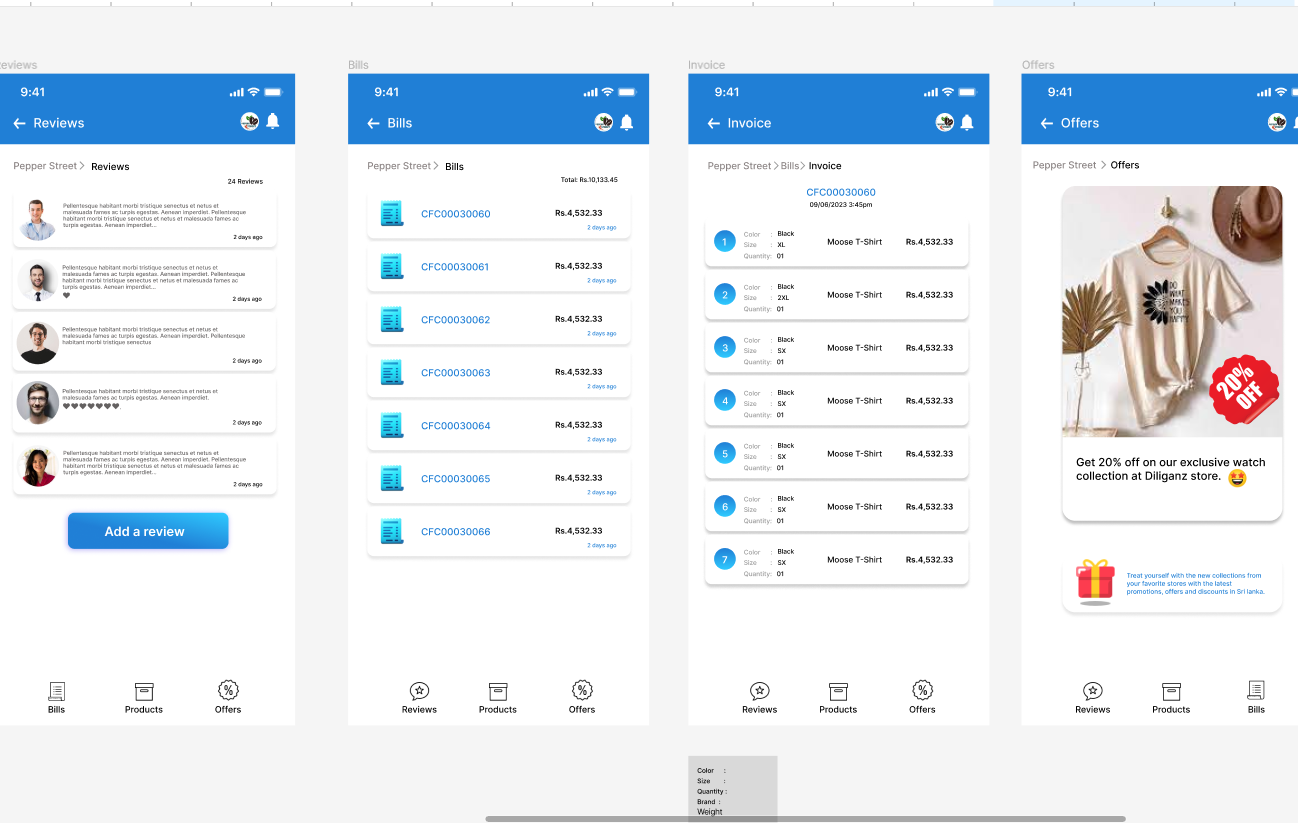 eviews
9:41
Reviews
Pepper Street > Reviews
24 Reviews
Pellentesque habitant morbi tristique senectus et netus et
malesuada fames ac turpis egestas. Aenean imperdiet. Pellentesque
habitant morbi tristique senectus et netus et malesuada fames ac
turpis egestas. Aenean imperdiet...
2 days ago
Pellentesque habitant morbi tristique senectus et netus et
malesuada fames ac turpis egestas. Aenean imperdiet. Pellentesque
habitant morbi tristique senectus et netus et malesuada fames ac
turpis egestas. Aenean imperdiet...
2 days ago
Pellentesque habitant morbi tristique senectus et netus et
malesuada fames ac turpis egestas. Aenean imperdiet. Pellentesque
habitant morbi tristique senectus
2 days ago
Pellentesque habitant morbi tristique senectus et netus et
malesuada fames ac turpis egestas. Aenean imperdiet.
2 days ago
Pellentesque habitant morbi tristique senectus et netus et
malesuada fames ac turpis egestas. Aenean imperdiet. Pellentesque
habitant morbi tristique senectus et netus et malesuada fames ac
turpis egestas. Aenean imperdiet...
2 days ago
Add a review
Bills
Products
Offers
Bills
9:41
Bills
Pepper Street > Bills
Total: Rs.10,133.45
CFC00030060 Rs.4,532.33
2 days ago
CFC00030061 Rs.4,532.33
2 days ago
CFC00030062 Rs.4,532.33
2 days ago
CFC00030063 Rs.4,532.33
2 days ago
CFC00030064 Rs.4,532.33
2 days ago
CFC00030065 Rs.4,532.33
2 days ago
CFC00030066 Rs.4,532.33
2 days ago
Reviews
Products
Offers
Invoice
9:41
Invoice
Pepper Street > Bills > Invoice
CFC00030060
09/06/2023 3:45pm
1
Color : Black
Size : XL
Quantity: 01
Moose T-Shirt Rs.4,532.33
2
Color : Black
Size : 2XL
Quantity: 01
Moose T-Shirt Rs.4,532.33
3
Color : Black
Size : SX
Quantity: 01
Moose T-Shirt Rs.4,532.33
4
Color : Black
Size : SX
Quantity: 01
Moose T-Shirt Rs.4,532.33
5
Color : Black
Size : SX
Quantity: 01
Moose T-Shirt Rs.4,532.33
6
Color : Black
Size : SX
Quantity: 01
Moose T-Shirt Rs.4,532.33
7
Color : Black
Size : SX
Quantity: 01
Moose T-Shirt Rs.4,532.33
Reviews
Products
Offers
Color :
Size :
Quantity :
Brand :
Weight
Offers
9:41
Offers
Pepper Street > Offers
DO
WHAT
MAKES
YOU
HAPPY
20%
OFF
Get 20% off on our exclusive watch
collection at Diliganz store. 🤩
Treat yourself with the new collections from
your favorite stores with the latest
promotions, offers and discounts in Sri lanka.
Reviews
Products
Bills